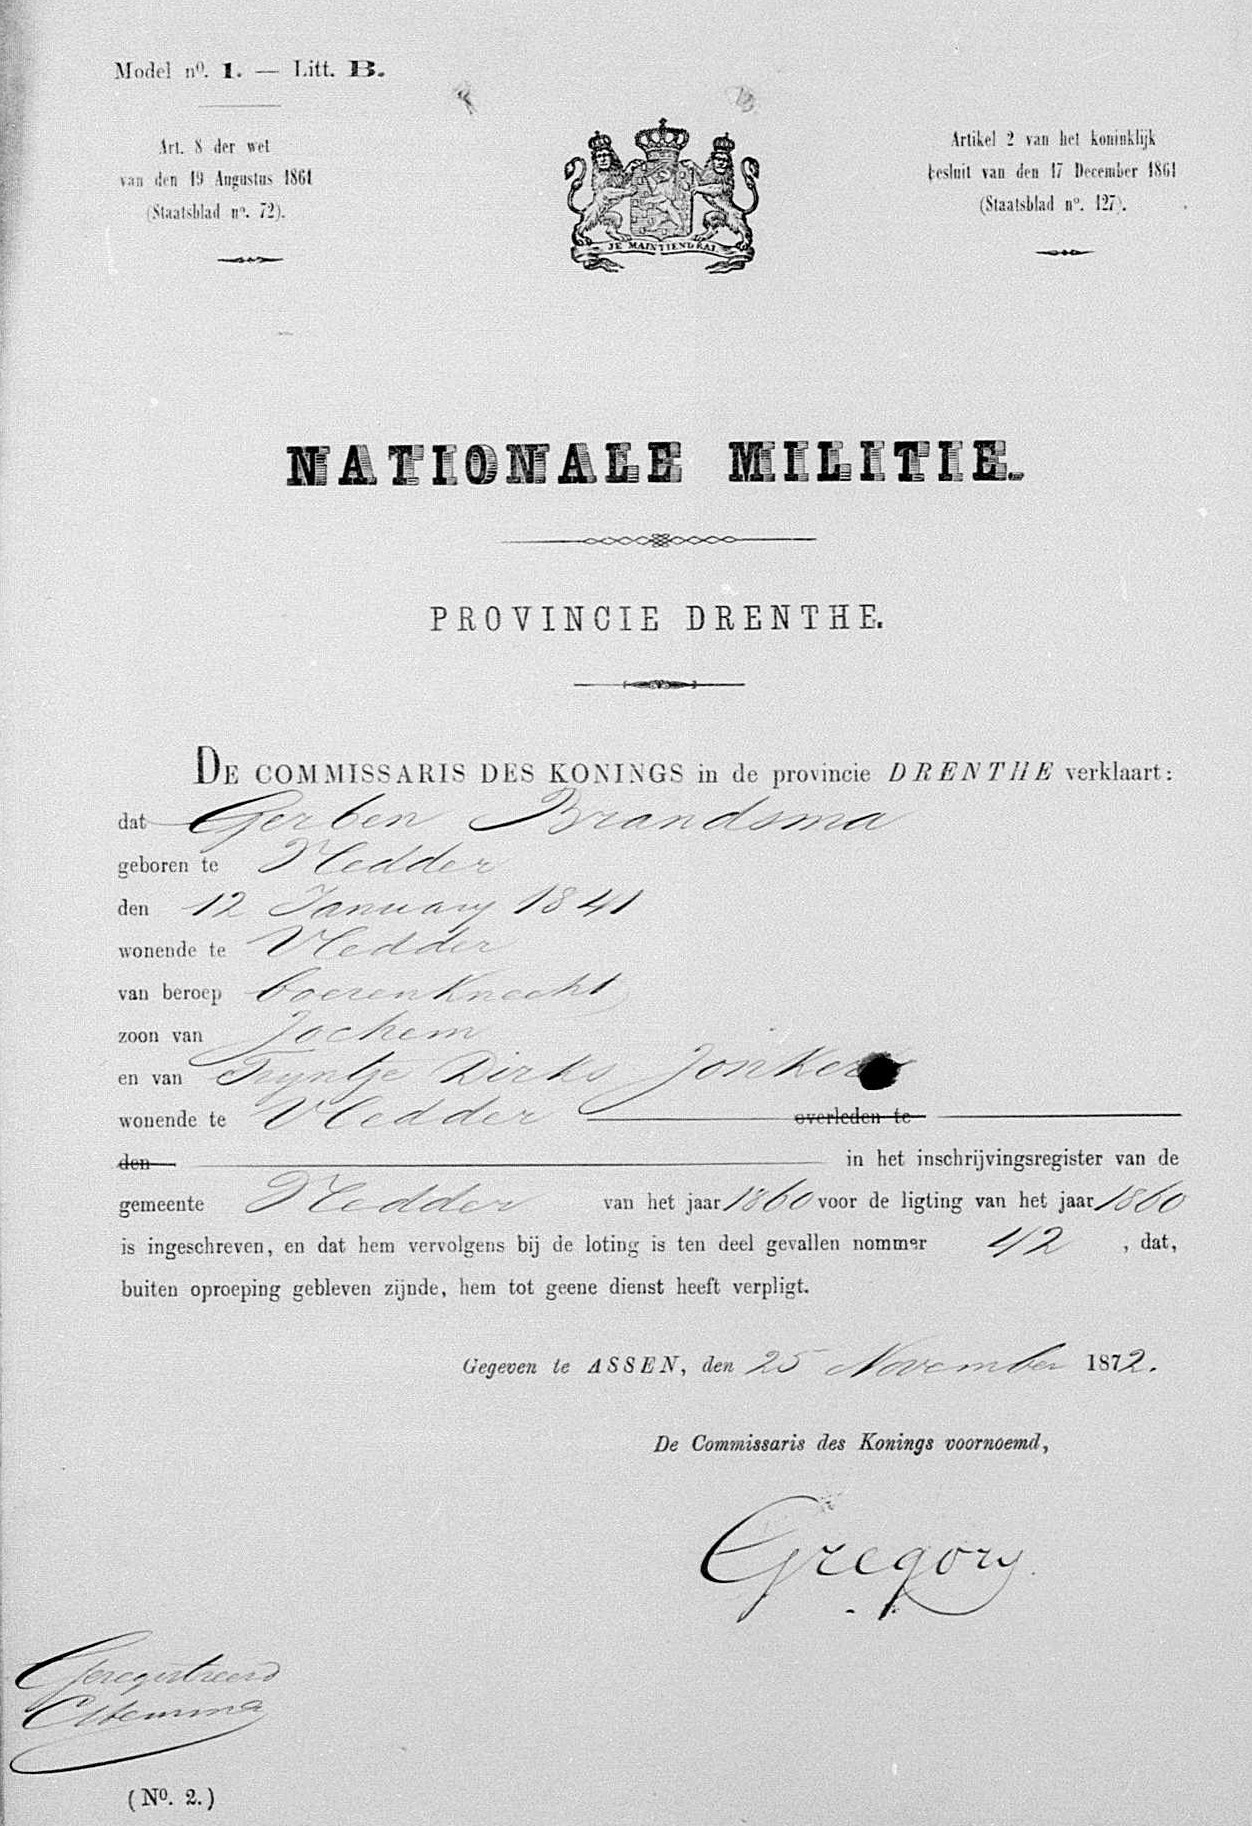 Model nº. 1. — Litt. B.
Art. 8 der wet
van den 19 Augustus 1861
(Staatsblad nº. 72).
JE MAINTIENDRAI
Artikel 2 van het koninklijk
besluit van den 17 December 1861
(Staatsblad nº. 127).
NATIONALE MILITIE.
PROVINCIE DRENTHE.
DE COMMISSARIS DES KONINGS in de provincie DRENTHE verklaart:
dat Gerben Brandsma
geboren te Vledder
den 12 January 1841
wonende te Vledder
van beroep boerenknecht
zoon van Jochem
en van Tryntje Dirks Jonkers
wonende te Vledder overleden te
den in het inschrijvingsregister van de
gemeente Vledder van het jaar 1860 voor de ligting van het jaar 1860
is ingeschreven, en dat hem vervolgens bij de loting is ten deel gevallen nommer 42, dat,
buiten oproeping gebleven zijnde, hem tot geene dienst heeft verpligt.
Gegeven te ASSEN, den 25 November 1872.
De Commissaris des Konings voornoemd,
Gregory
Geregistreerd
(Nº. 2.)